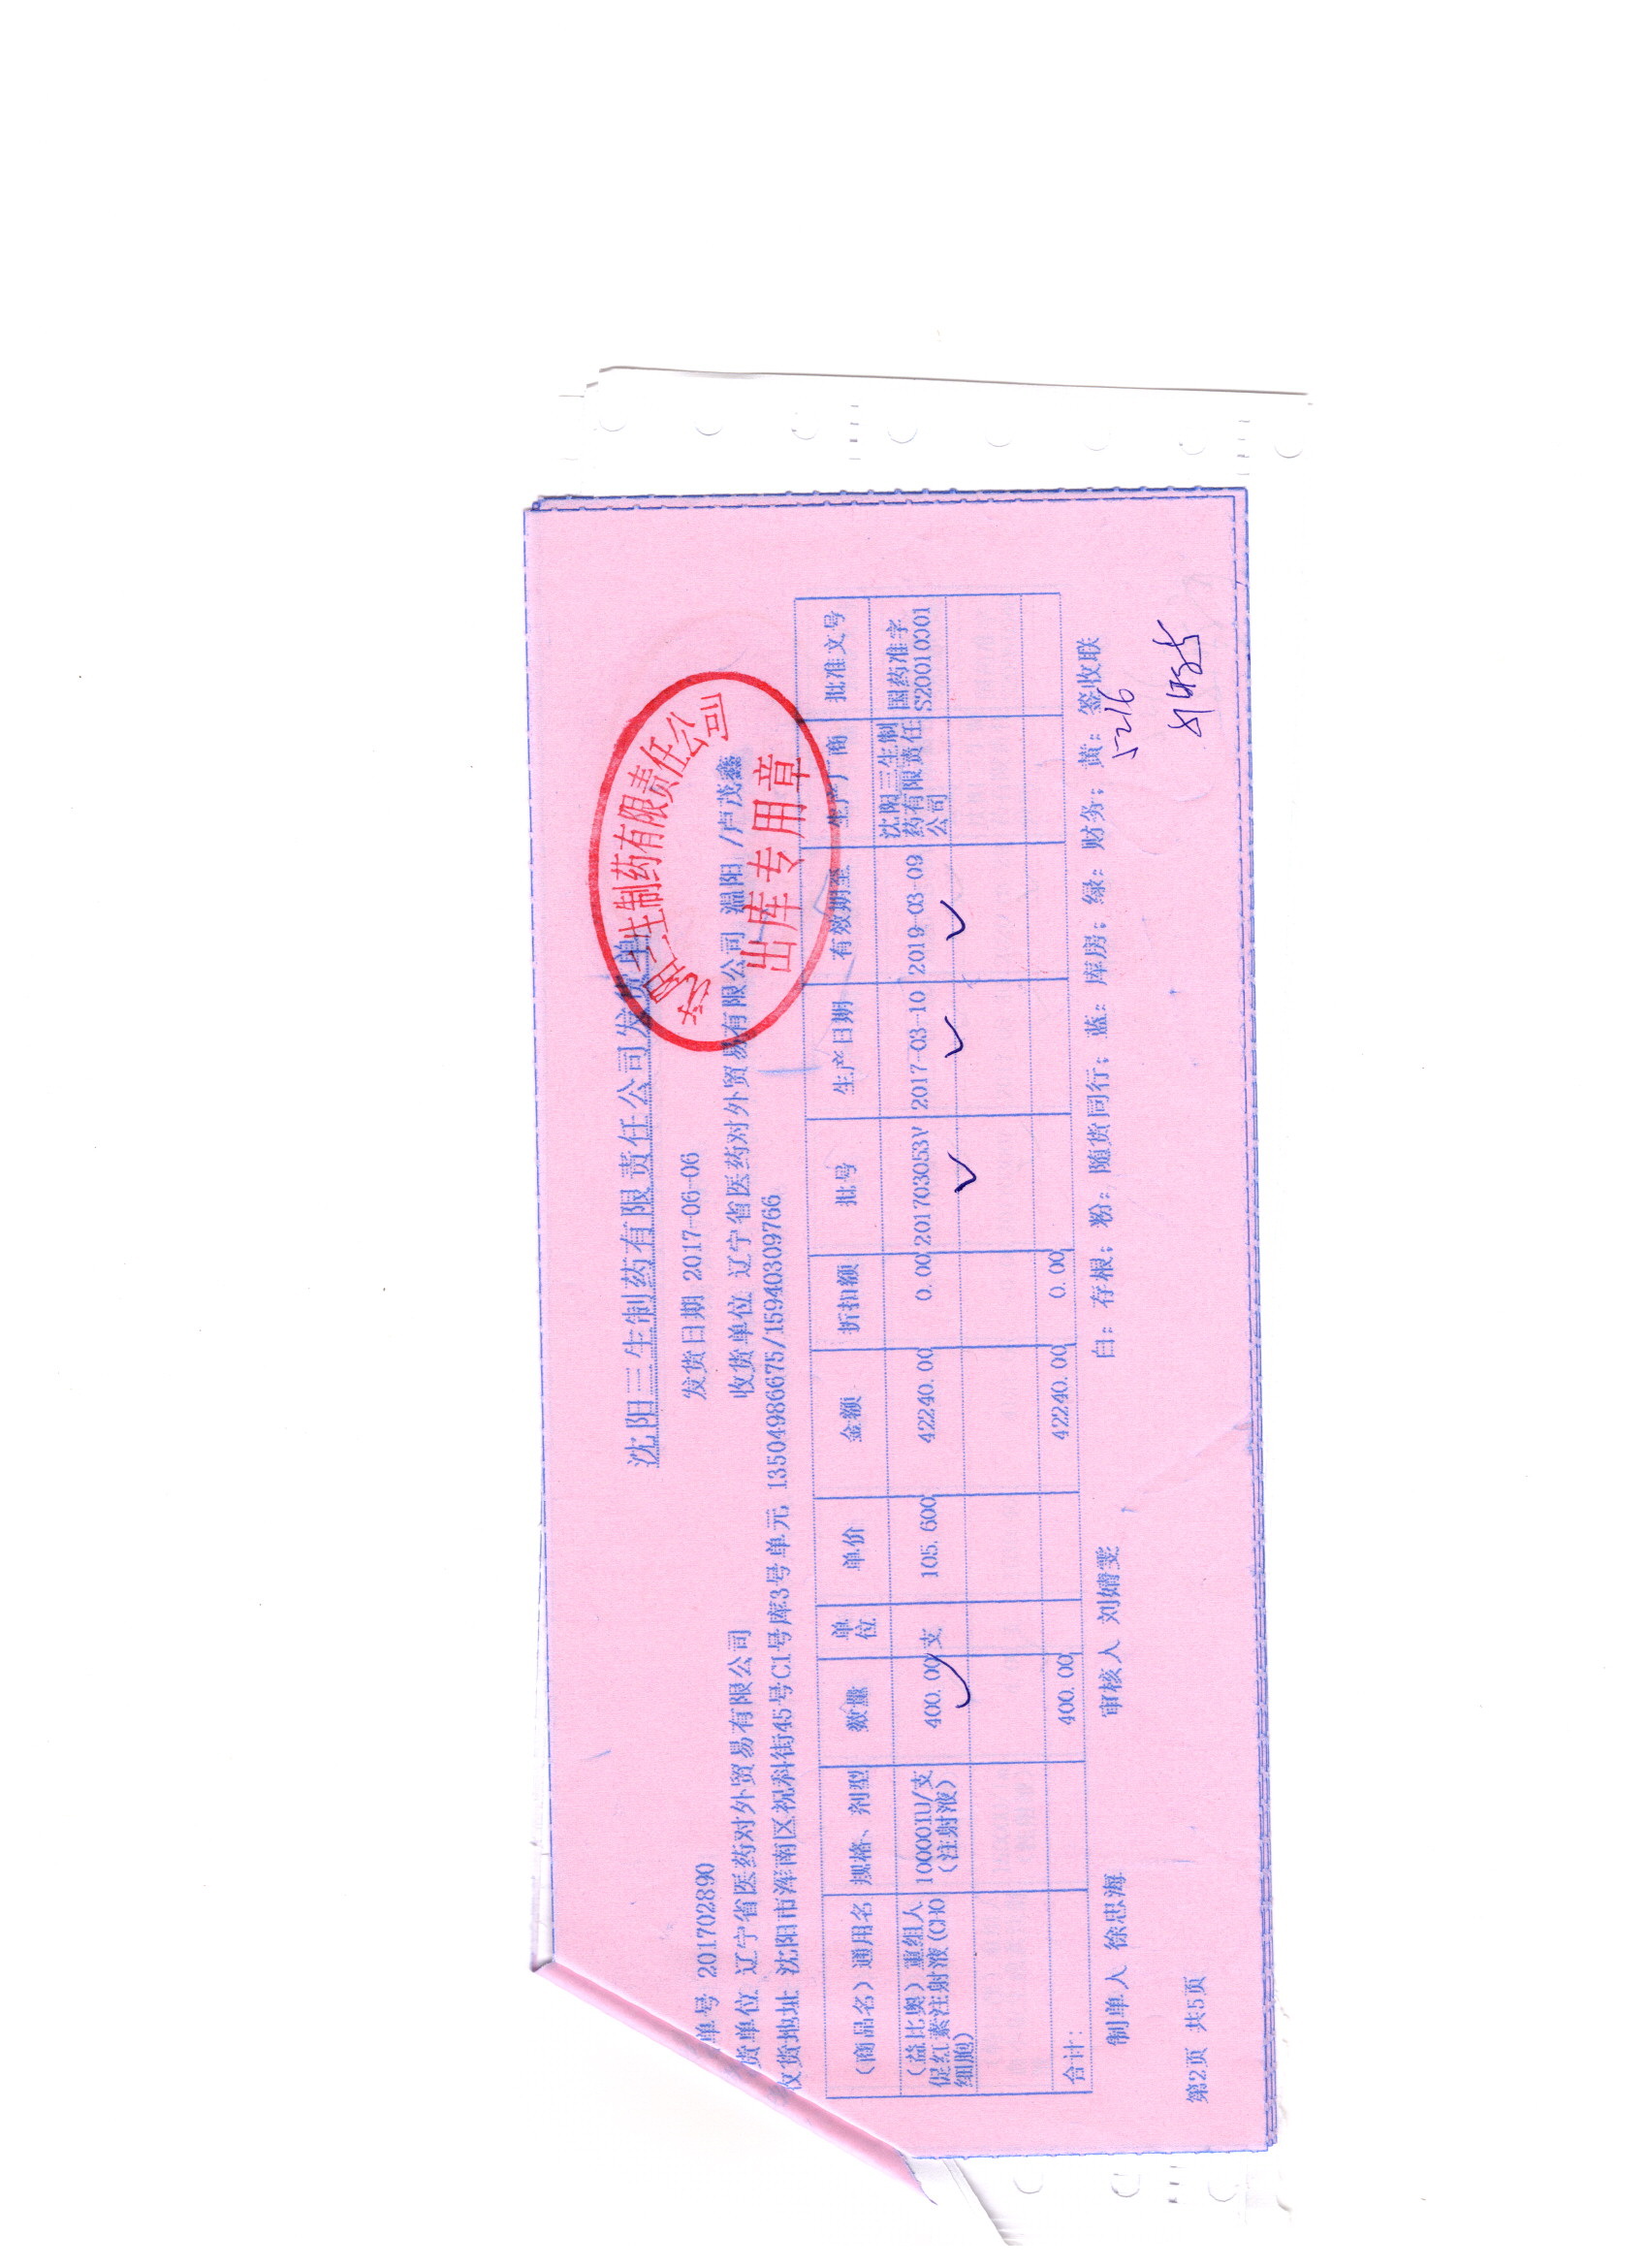 沈阳三生制药有限责任公司发货单
单号 201702890
发货日期 2017-06-06
货单位 辽宁省医药对外贸易有限公司
收货单位 辽宁省医药对外贸易有限公司 温阳 /卢茂鑫
收货地址 沈阳市浑南区祝科街45号C1号库3号单元, 13504986675/15940309766
沈阳三生制药有限责任公司
出库专用章
（商品名）通用名 规格、剂型 数量 单位 单价 金额 折扣额 批号 生产日期 有效期至 生产厂商 批准文号
（益比奥）重组人促红素注射液(CHO细胞) 10000IU/支（注射液） 400.00 支 105.600 42240.00 0.00 201703053V 2017-03-10 2019-03-09 沈阳三生制药有限责任公司 国药准字S20010001
合计: 400.00 42240.00 0.00
制单人 徐忠海 审核人 刘婧雯 白: 存根; 粉: 随货同行; 蓝: 库房; 绿: 财务; 黄: 签收联
5216
第2页 共5页